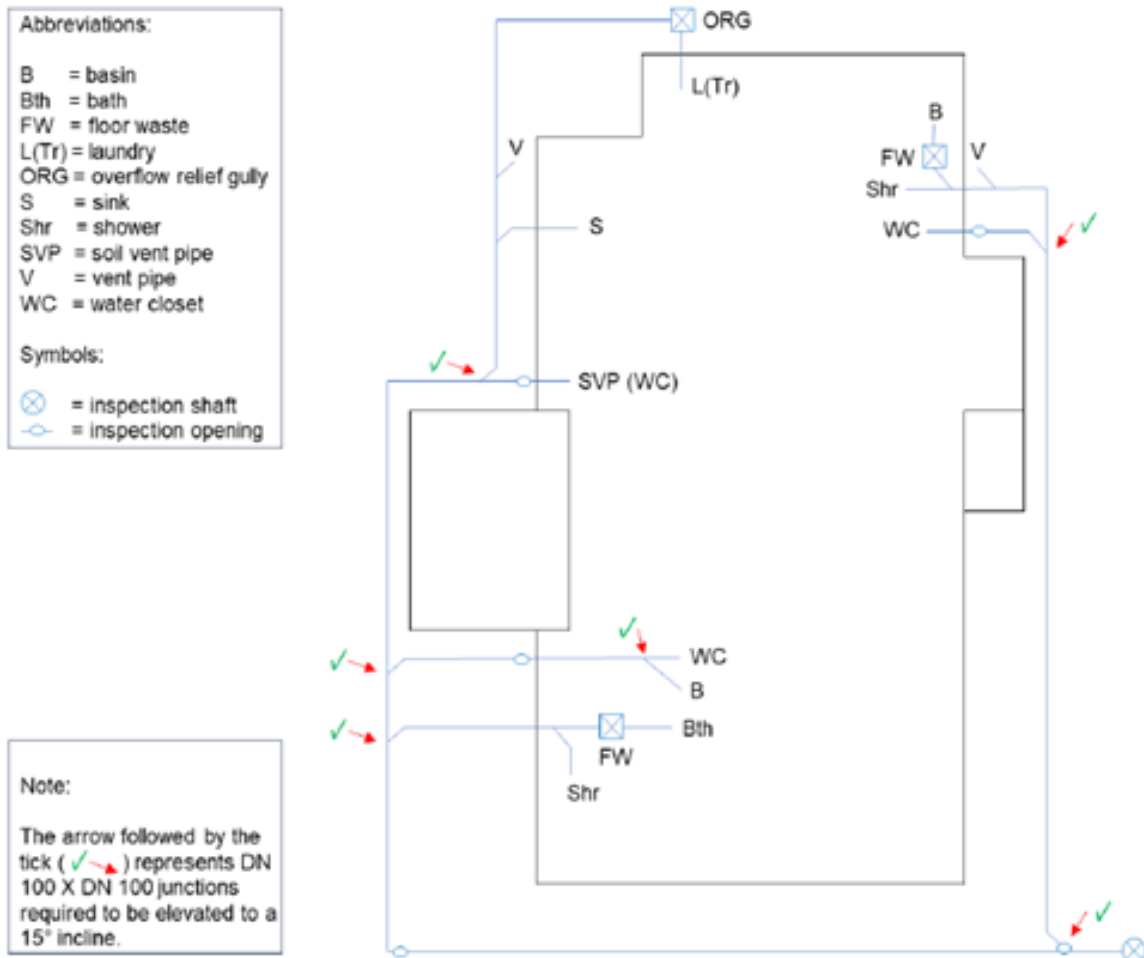 Abbreviations:
B = basin
Bth = bath
FW = floor waste
L(Tr) = laundry
ORG = overflow relief gully
S = sink
Shr = shower
SVP = soil vent pipe
V = vent pipe
WC = water closet
Symbols:
= inspection shaft
= inspection opening
ORG
L(Tr)
B
V
FW
V
Shr
S
WC
SVP (WC)
WC
B
Bth
FW
Shr
Note:
The arrow followed by the
tick ( ✓ ) represents DN
100 X DN 100 junctions
required to be elevated to a
15° incline.